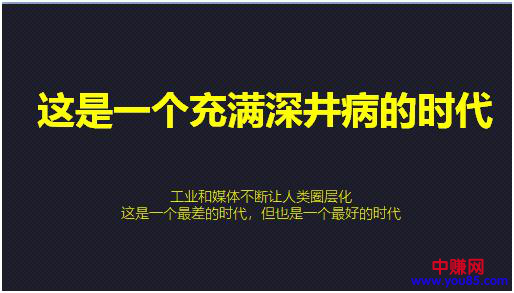 这是一个充满深井病的时代
工业和媒体不断让人类圈层化
这是一个最差的时代，但也是一个最好的时代
中赚网
www.yoo85.com